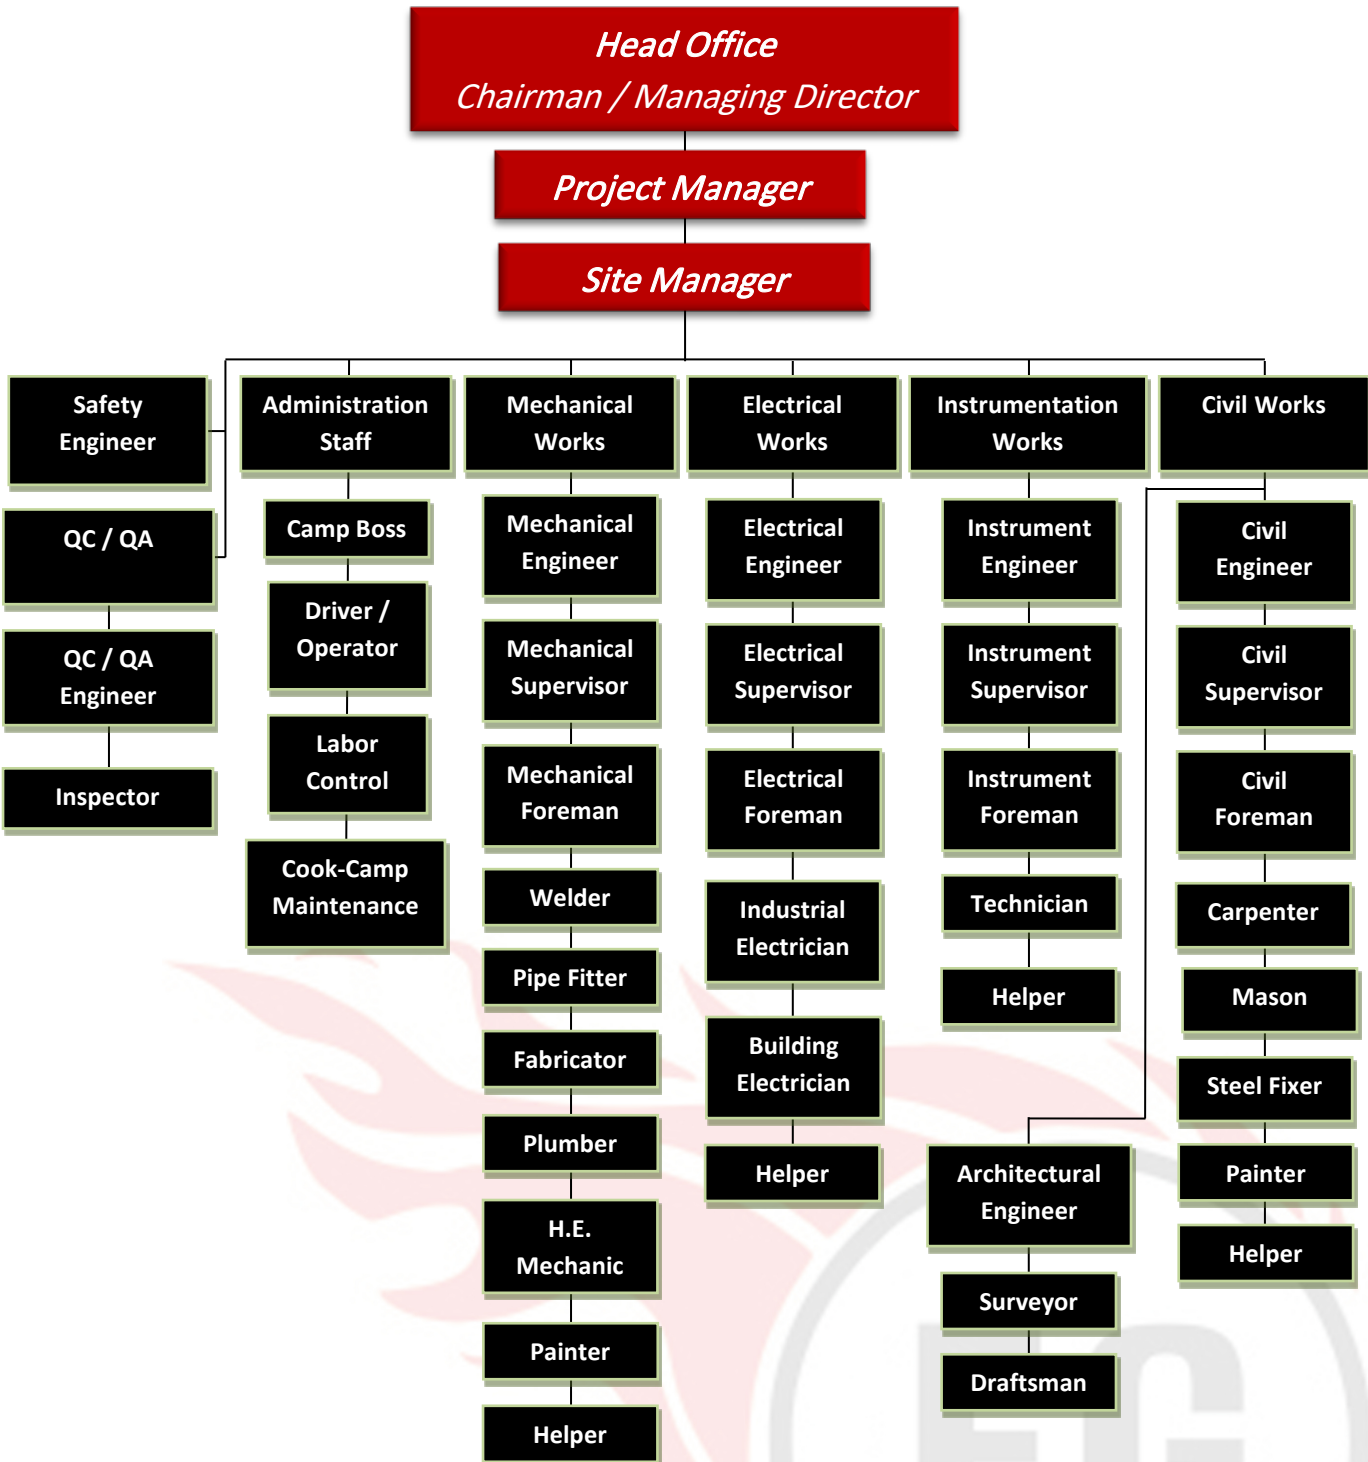 Head Office
Chairman / Managing Director
Project Manager
Site Manager
Safety
Engineer
QC / QA
QC / QA
Engineer
Inspector
Administration
Staff
Camp Boss
Driver /
Operator
Labor
Control
Cook-Camp
Maintenance
Mechanical
Works
Mechanical
Engineer
Mechanical
Supervisor
Mechanical
Foreman
Welder
Pipe Fitter
Fabricator
Plumber
H.E.
Mechanic
Painter
Helper
Electrical
Works
Electrical
Engineer
Electrical
Supervisor
Electrical
Foreman
Industrial
Electrician
Building
Electrician
Helper
Instrumentation
Works
Instrument
Engineer
Instrument
Supervisor
Instrument
Foreman
Technician
Helper
Civil Works
Civil
Engineer
Civil
Supervisor
Civil
Foreman
Carpenter
Mason
Steel Fixer
Painter
Helper
Architectural
Engineer
Surveyor
Draftsman